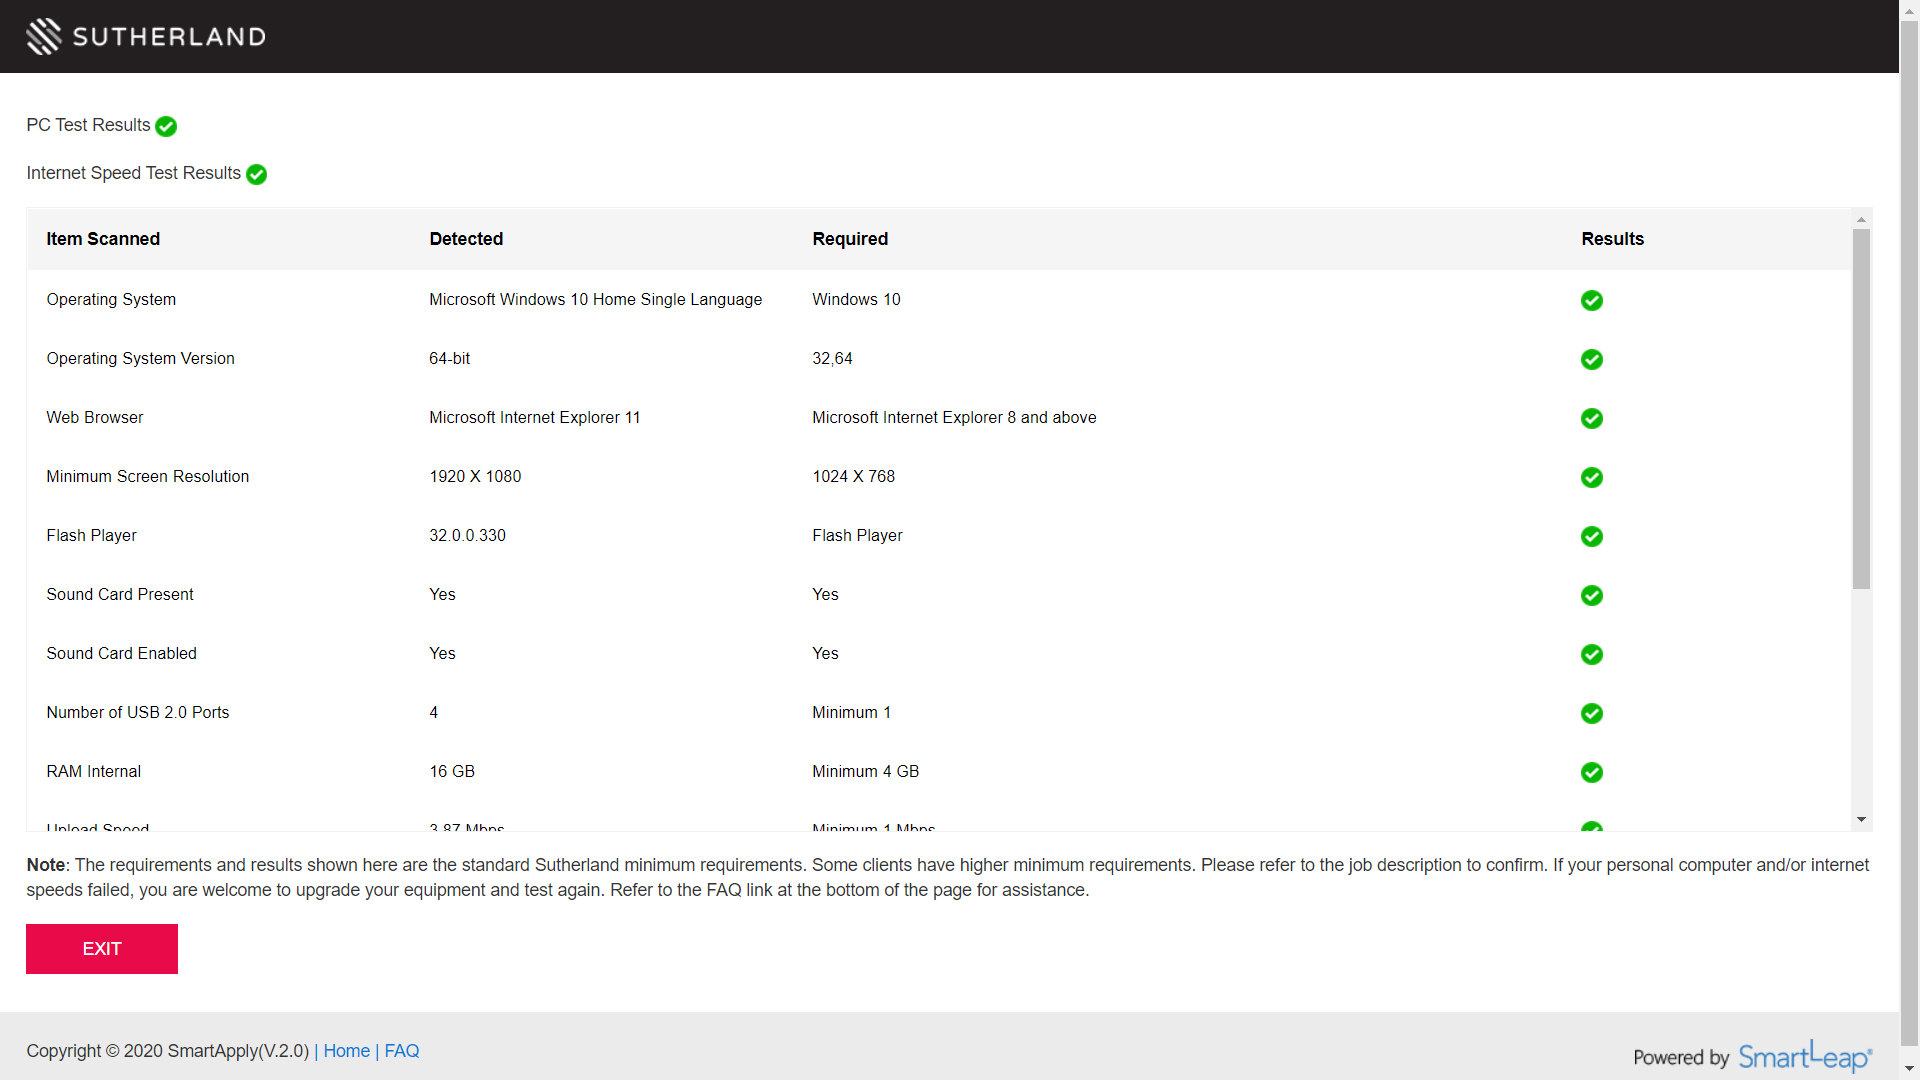 SUTHERLAND
PC Test Results
Internet Speed Test Results
Item Scanned Detected Required Results
Operating System Microsoft Windows 10 Home Single Language Windows 10
Operating System Version 64-bit 32,64
Web Browser Microsoft Internet Explorer 11 Microsoft Internet Explorer 8 and above
Minimum Screen Resolution 1920 X 1080 1024 X 768
Flash Player 32.0.0.330 Flash Player
Sound Card Present Yes Yes
Sound Card Enabled Yes Yes
Number of USB 2.0 Ports 4 Minimum 1
RAM Internal 16 GB Minimum 4 GB
Upload Speed 3.87 Mbps Minimum 1 Mbps
Note: The requirements and results shown here are the standard Sutherland minimum requirements. Some clients have higher minimum requirements. Please refer to the job description to confirm. If your personal computer and/or internet
speeds failed, you are welcome to upgrade your equipment and test again. Refer to the FAQ link at the bottom of the page for assistance.
EXIT
Copyright © 2020 SmartApply(V.2.0) | Home | FAQ
Powered by SmartLeap®